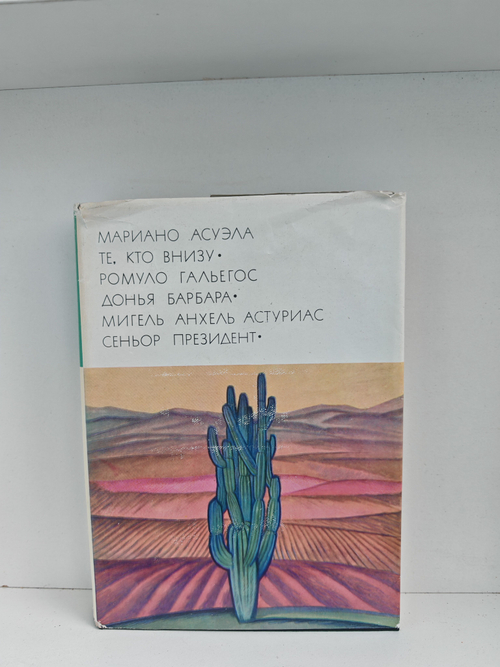 МАРИАНО АСУЭЛА
ТЕ, КТО ВНИЗУ•
РОМУЛО ГАЛЬЕГОС
ДОНЬЯ БАРБАРА•
МИГЕЛЬ АНХЕЛЬ АСТУРИАС
СЕНЬОР ПРЕЗИДЕНТ•